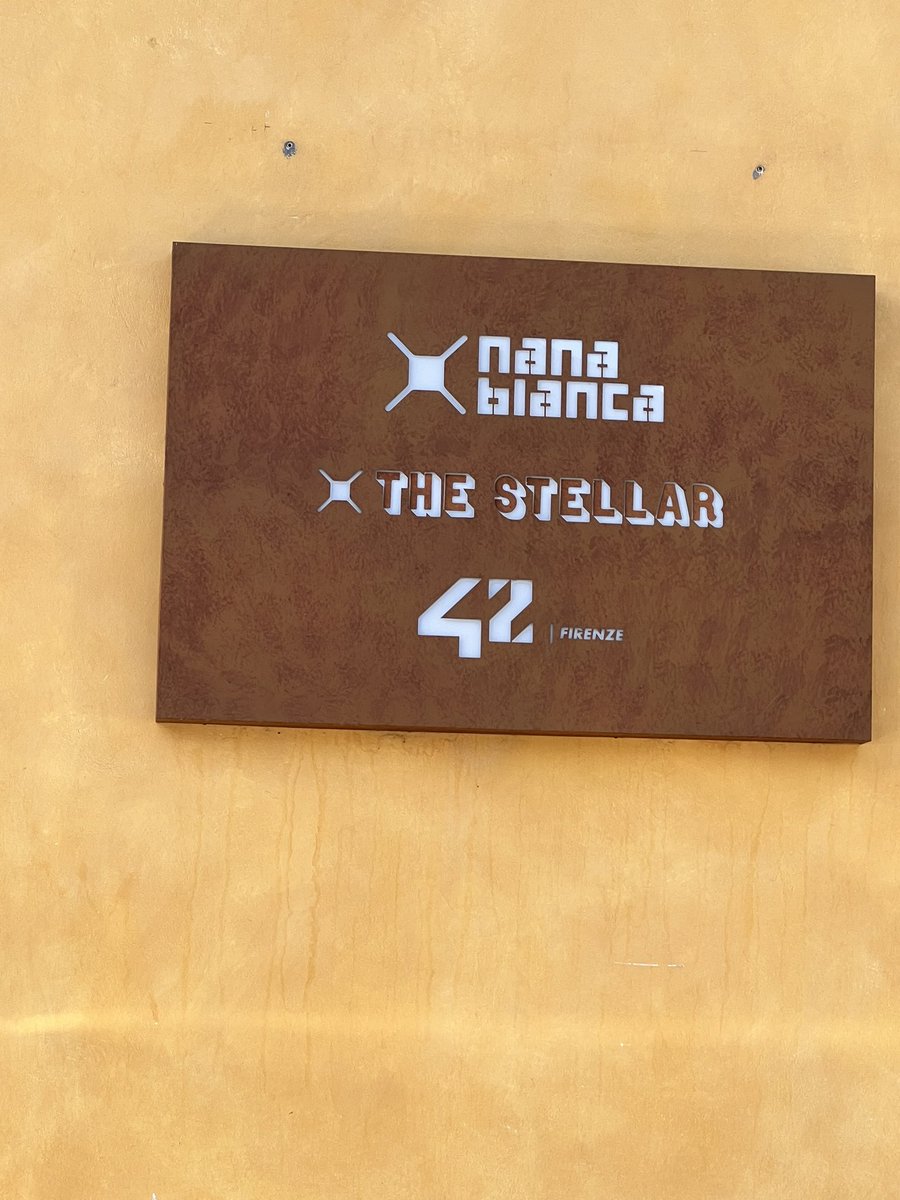 nana
bianca
THE STELLAR
42 | FIRENZE